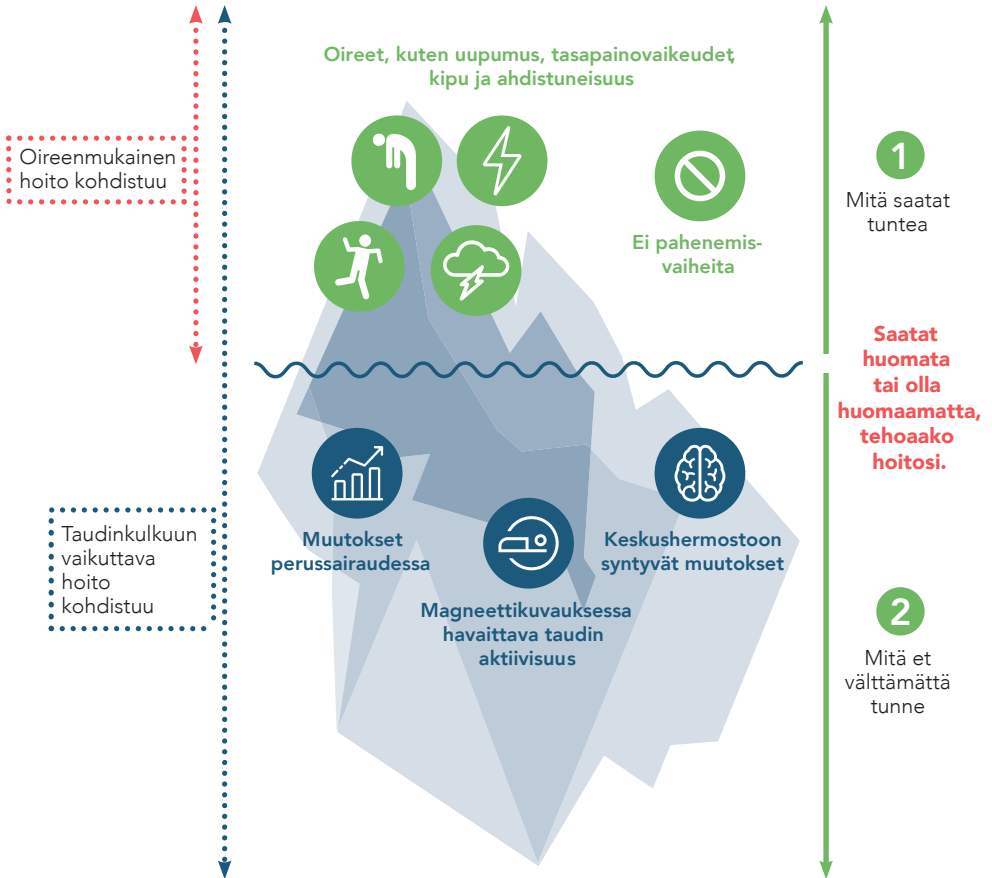 Oireet, kuten uupumus, tasapainovaikeudet,
kipu ja ahdistuneisuus
Oireenmukainen
hoito kohdistuu
Ei pahenemis-
vaiheita
1
Mitä saatat
tuntea
Saatat
huomata
tai olla
huomaamatta,
tehoaako
hoitosi.
Taudinkulkuun
vaikuttava
hoito
kohdistuu
Muutokset
perussairaudessa
Magneettikuvauksessa
havaittava taudin
aktiivisuus
Keskushermostoon
syntyvät muutokset
2
Mitä et
välttämättä
tunne